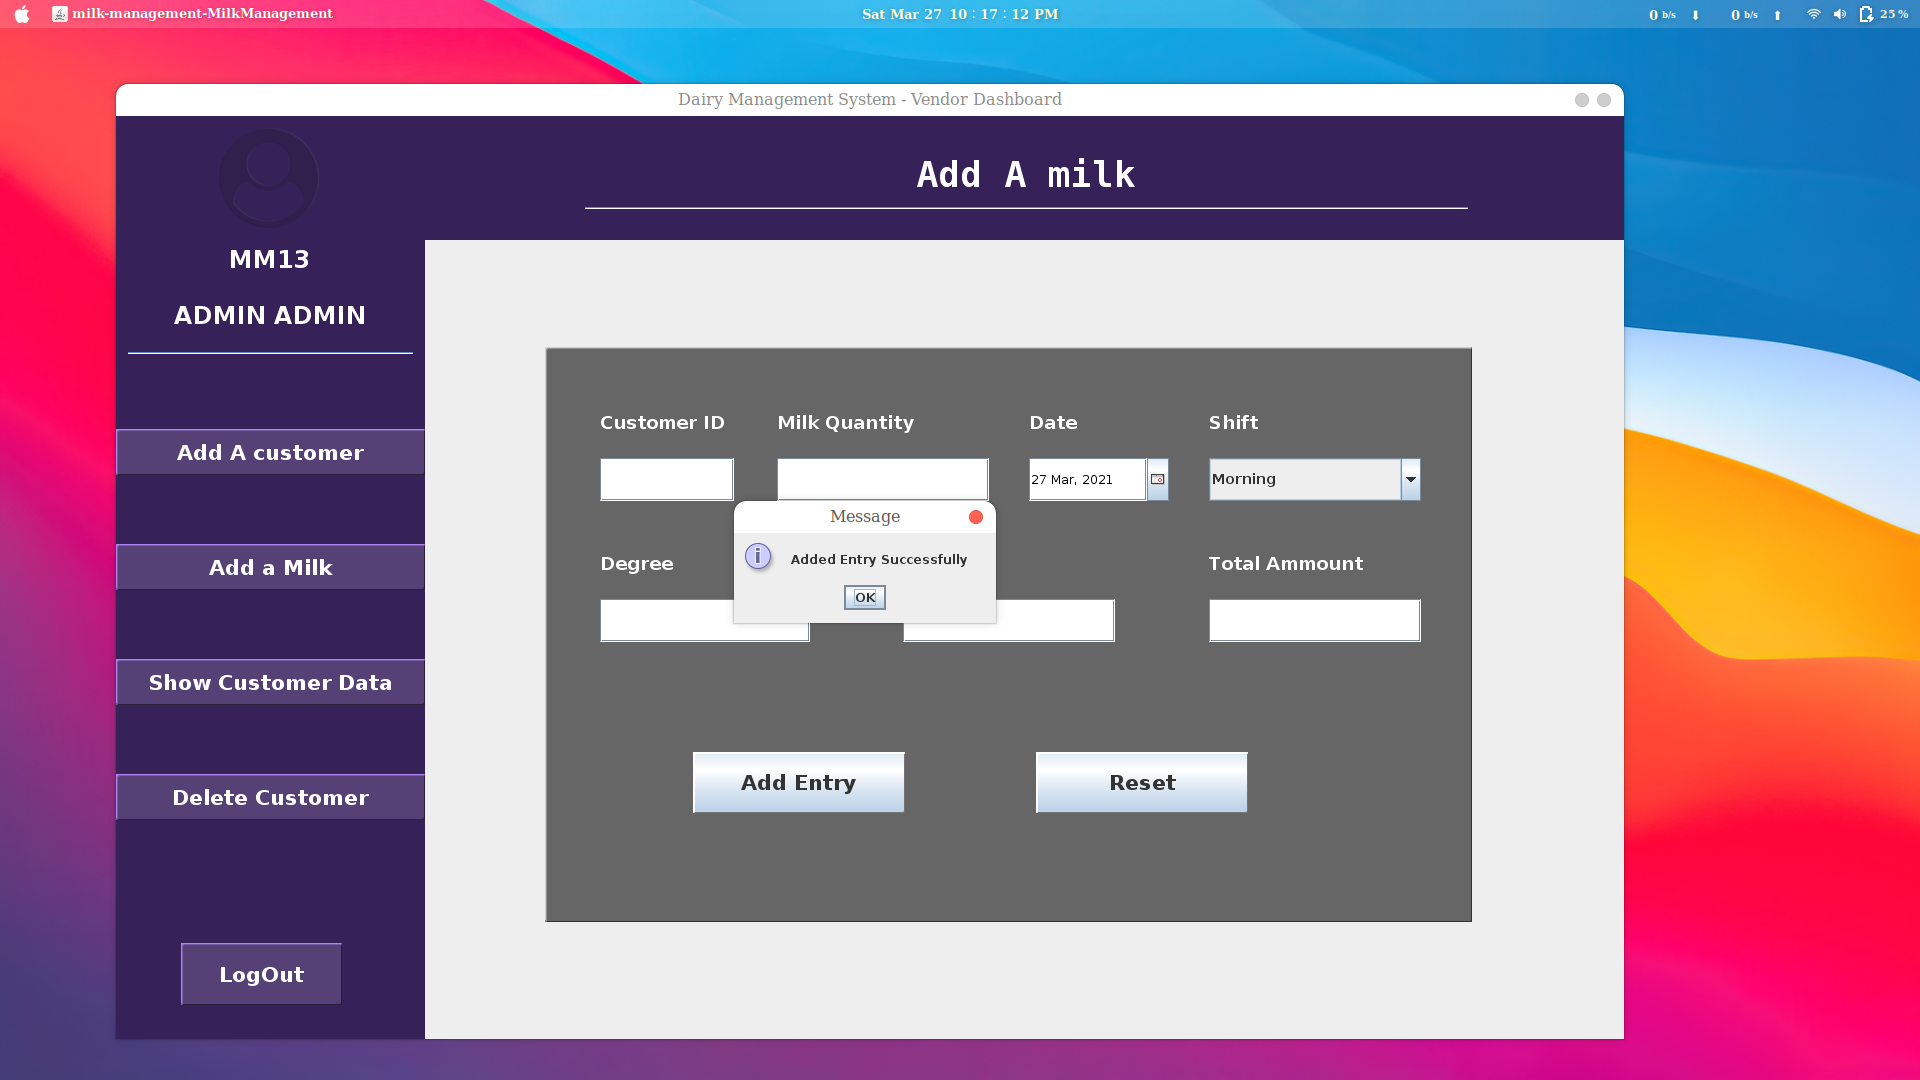 milk-management-MilkManagement
Sat Mar 27 10 : 17 : 12 PM
0 b/s
0 b/s
25 %
Dairy Management System - Vendor Dashboard
Add A milk
MM13
ADMIN ADMIN
Add A customer
Add a Milk
Show Customer Data
Delete Customer
LogOut
Customer ID
Milk Quantity
Date
Shift
27 Mar, 2021
Morning
Message
Added Entry Successfully
OK
Degree
Total Ammount
Add Entry
Reset